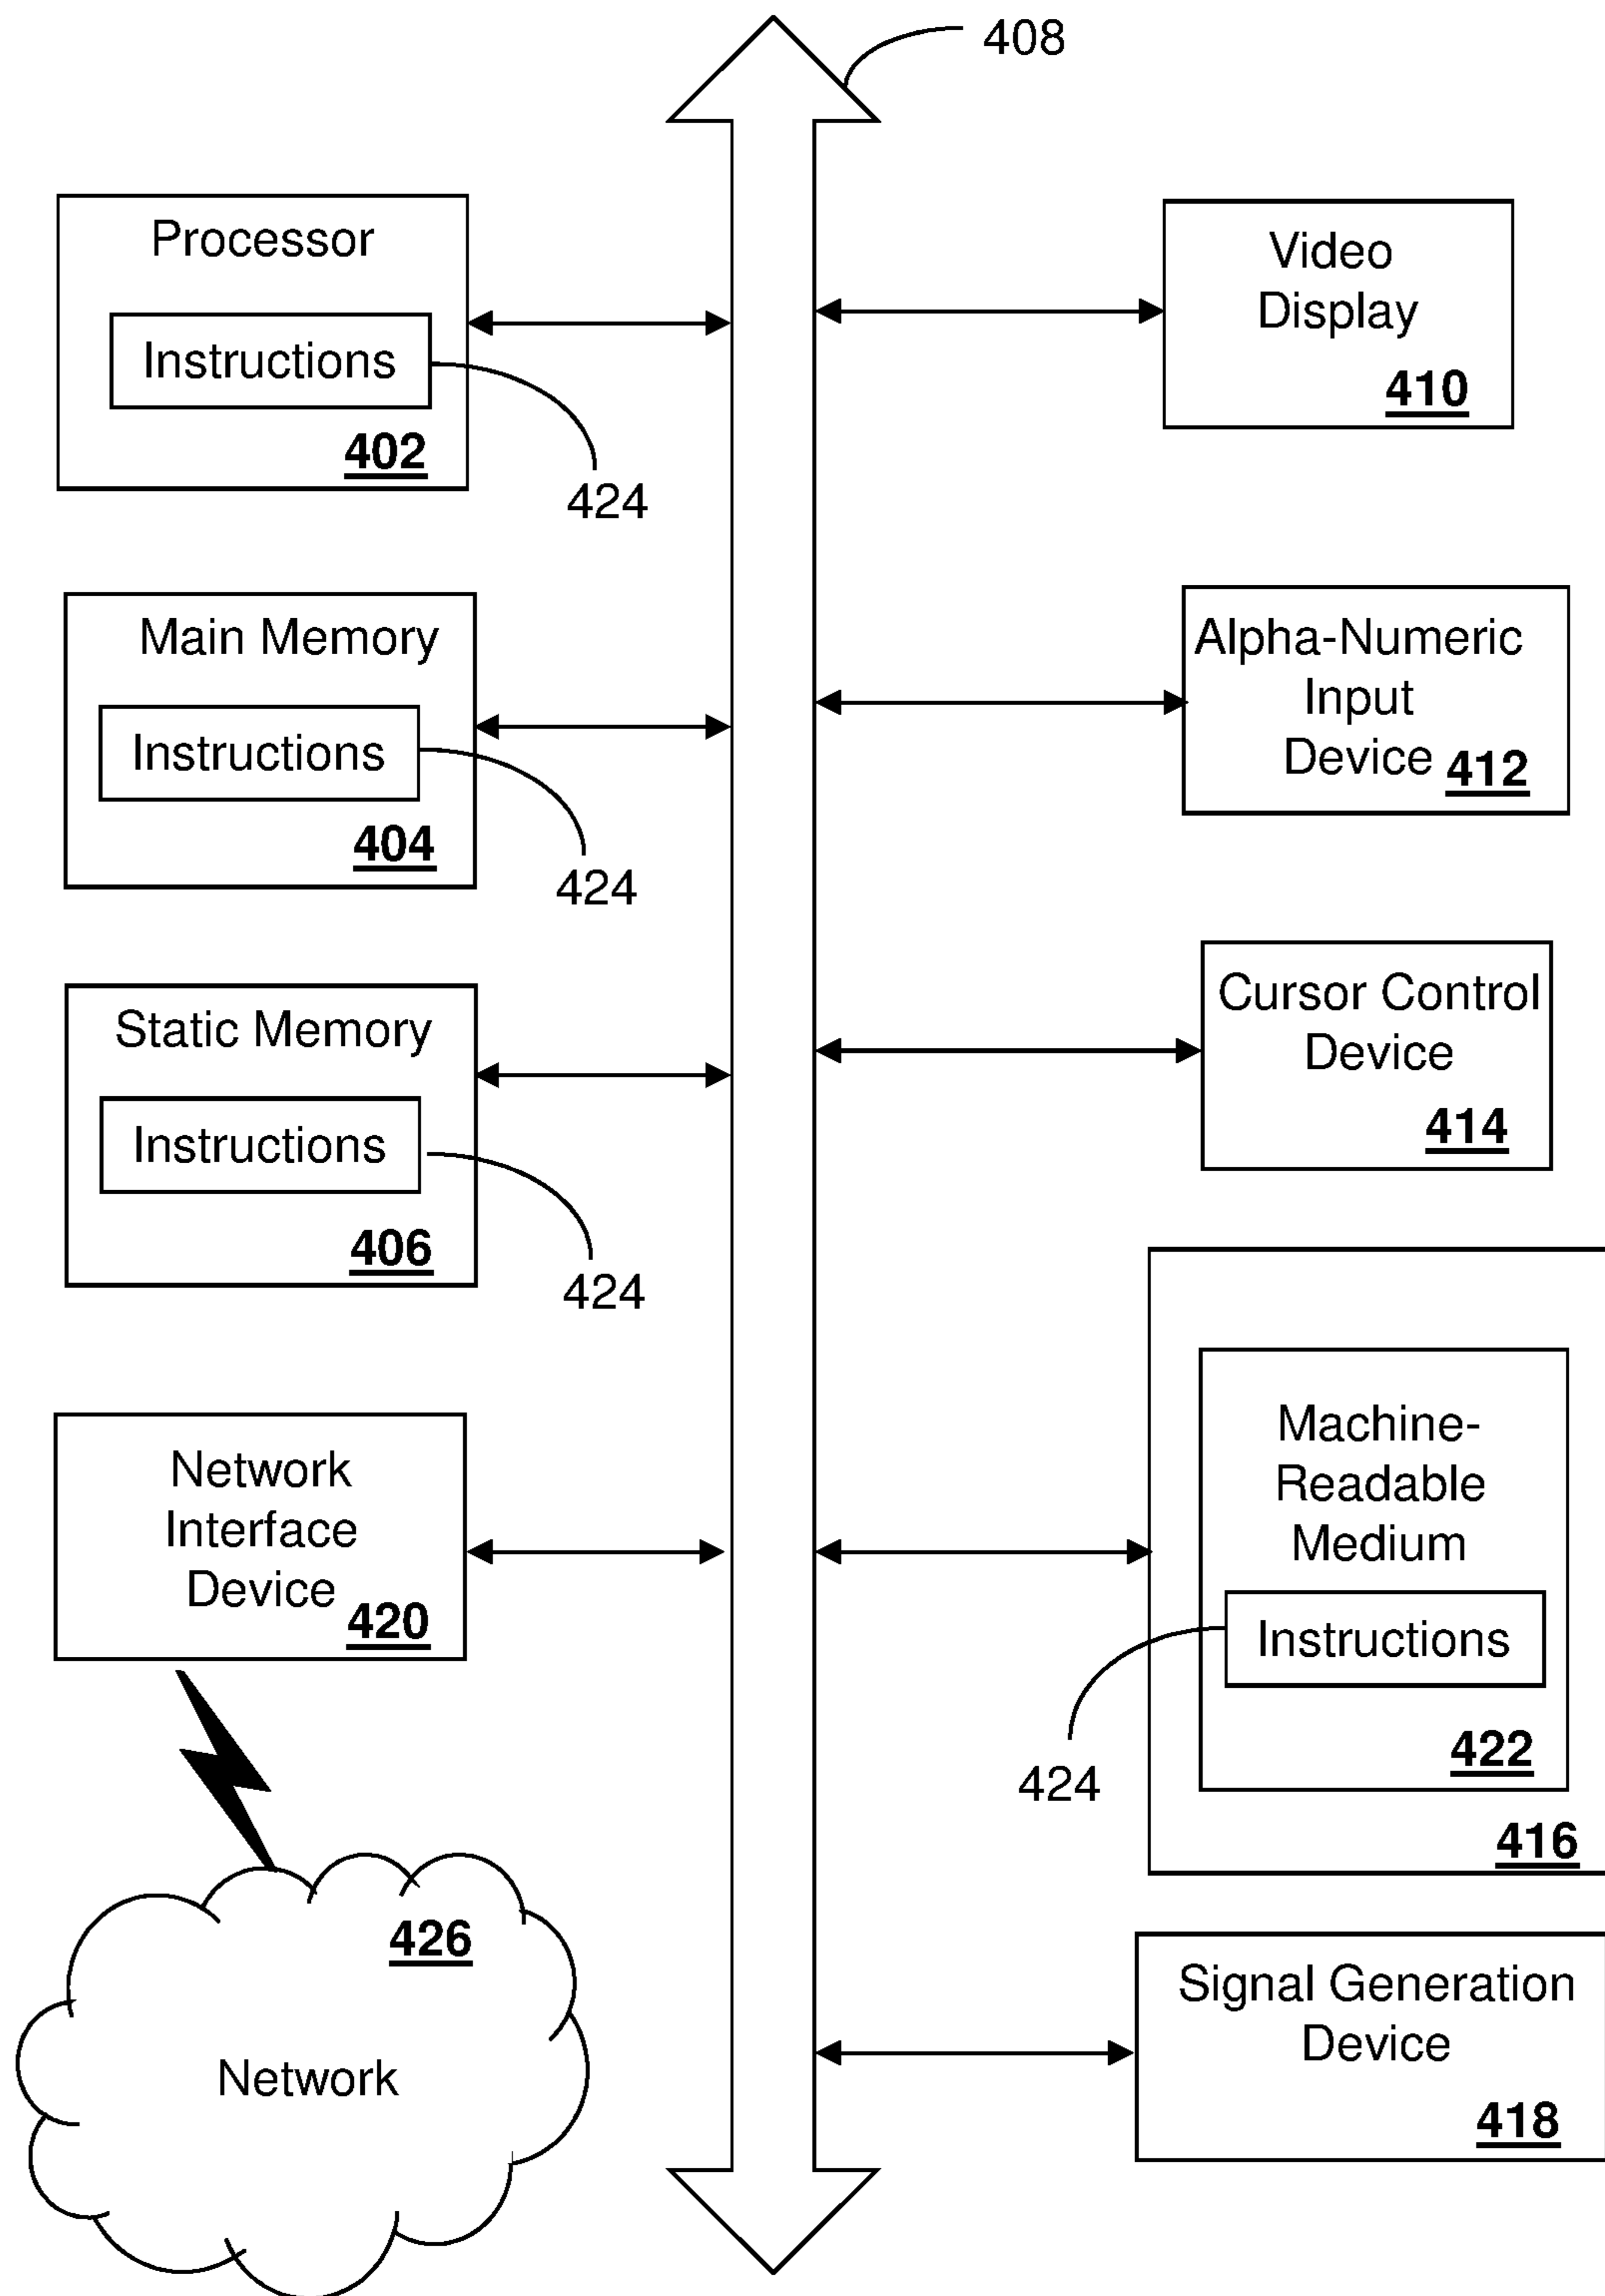 408
Processor
Instructions
402
424
Main Memory
Instructions
404
424
Static Memory
Instructions
406
424
Network
Interface
Device
420
426
Network
Video
Display
410
Alpha-Numeric
Input
Device 412
Cursor Control
Device
414
Machine-
Readable
Medium
Instructions
422
424
416
Signal Generation
Device
418